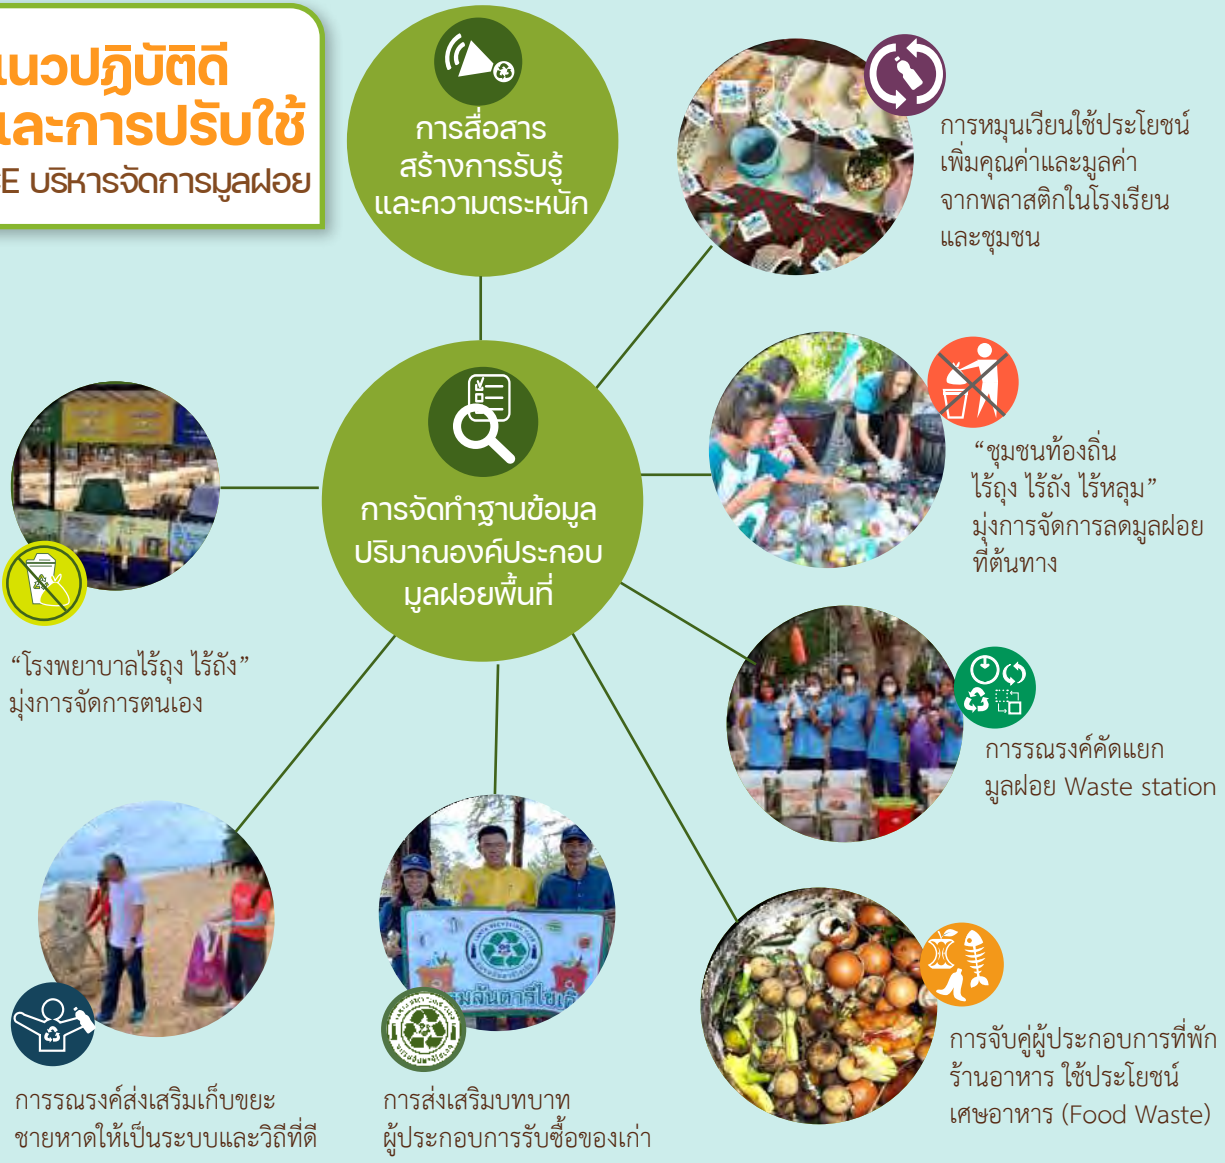 แนวปฏิบัติดี
และการปรับใช้
E บริหารจัดการมูลฝอย
การสื่อสาร
สร้างการรับรู้
และความตระหนัก
การหมุนเวียนใช้ประโยชน์
เพิ่มคุณค่าและมูลค่า
จากพลาสติกในโรงเรียน
และชุมชน
การจัดทำฐานข้อมูล
ปริมาณองค์ประกอบ
มูลฝอยพื้นที่
“ชุมชนท้องถิ่น
ไร้ถุง ไร้ถัง ไร้หลุม”
มุ่งการจัดการลดมูลฝอย
ที่ต้นทาง
“โรงพยาบาลไร้ถุง ไร้ถัง”
มุ่งการจัดการตนเอง
การรณรงค์คัดแยก
มูลฝอย Waste station
LANTA RECYCLING CLUB
มลันตารีไซเคิ
การจับคู่ผู้ประกอบการที่พัก
ร้านอาหาร ใช้ประโยชน์
เศษอาหาร (Food Waste)
การรณรงค์ส่งเสริมเก็บขยะ
ชายหาดให้เป็นระบบและวิถีที่ดี
การส่งเสริมบทบาท
ผู้ประกอบการรับซื้อของเก่า